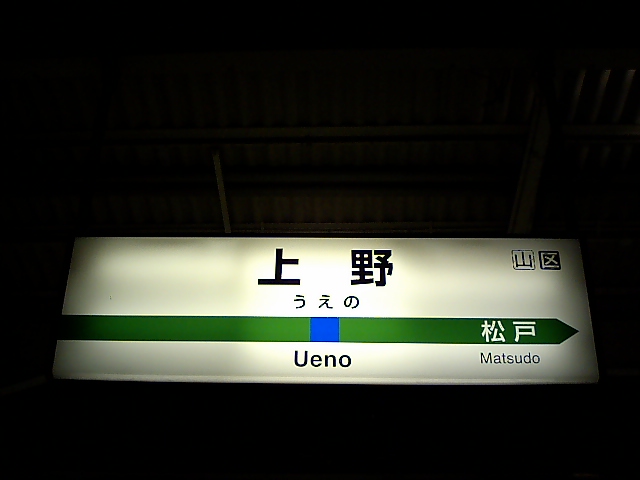 上野
山区
うえの
松戸
Ueno
Matsudo